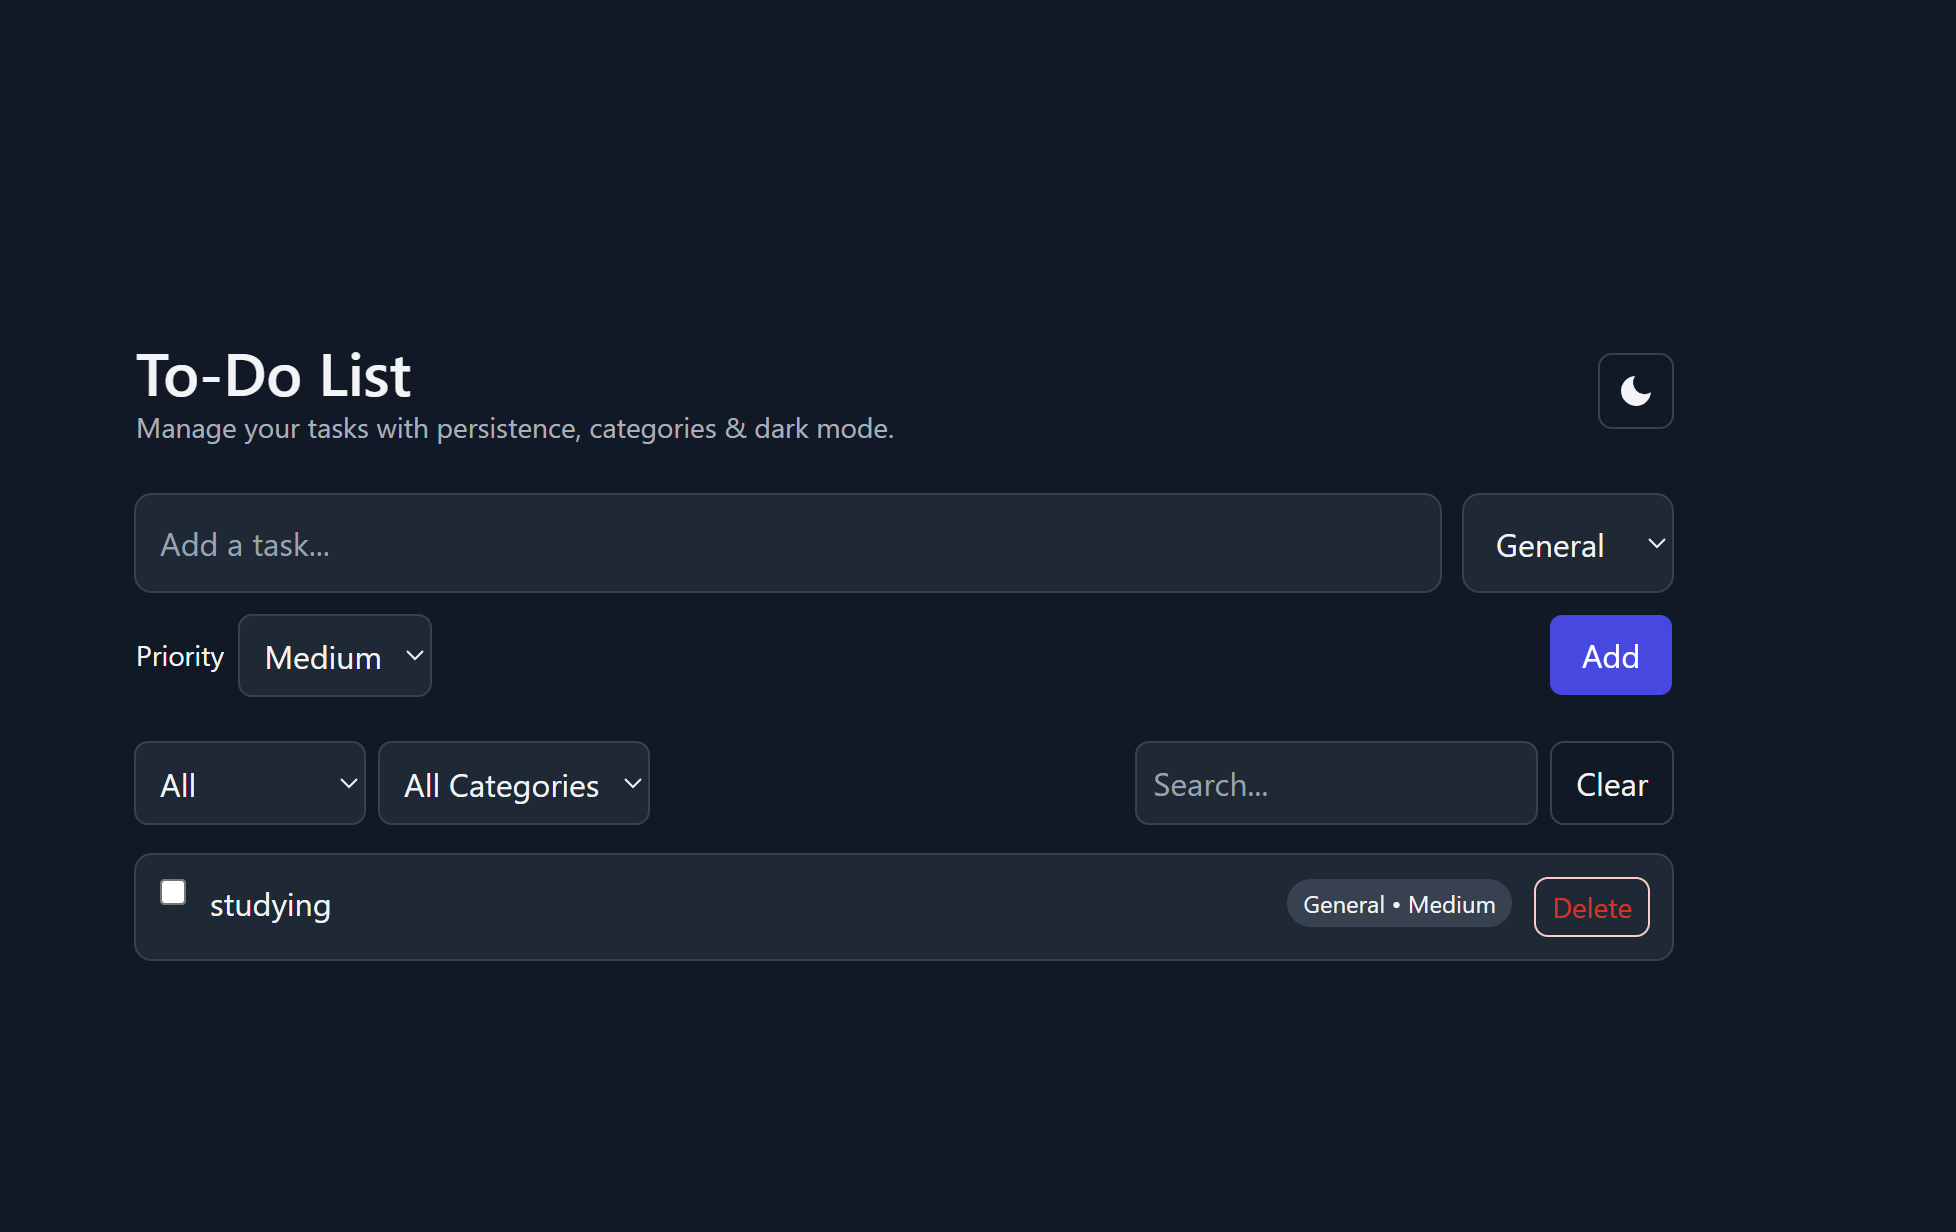 To-Do List
Manage your tasks with persistence, categories & dark mode.
Add a task...
General
Priority
Medium
Add
All
All Categories
Search...
Clear
studying
General • Medium
Delete